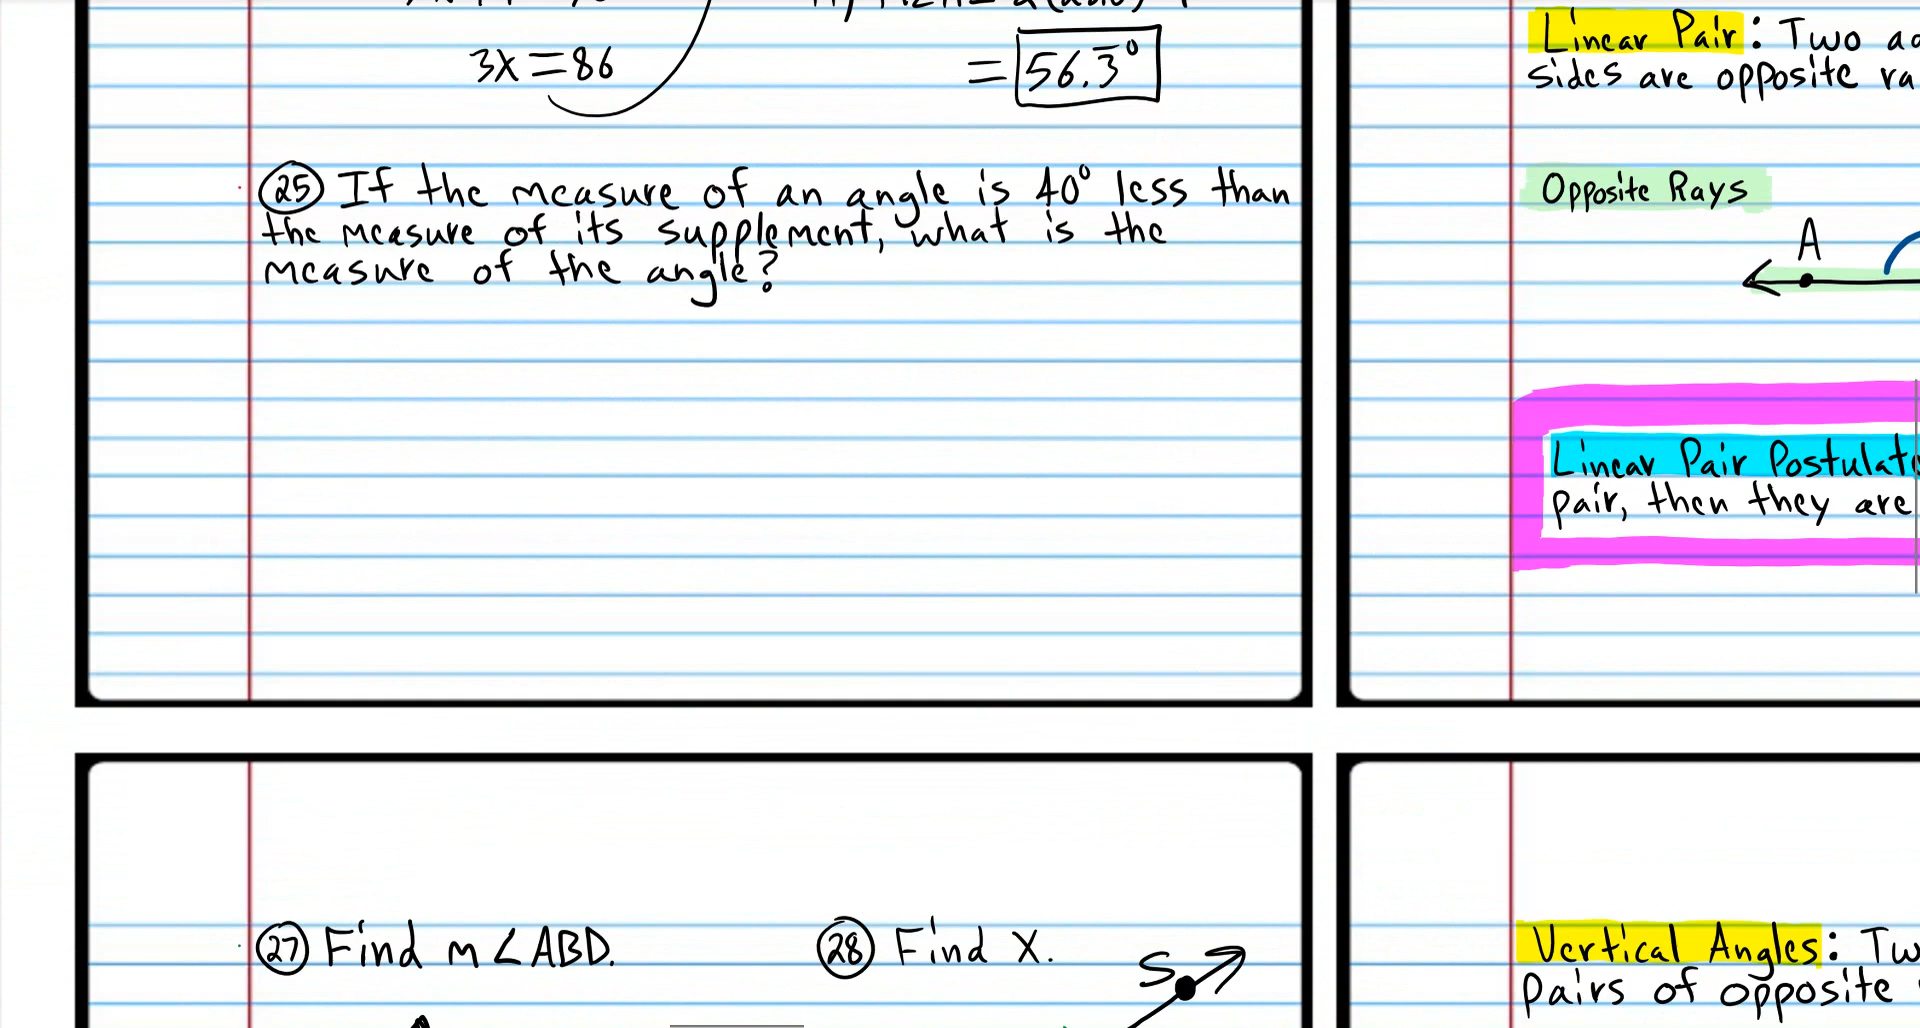 3x = 86
= 56.3̅°
25 If the measure of an angle is 40° less than
the measure of its supplement, what is the
measure of the angle?
27 Find m∠ABD.
28 Find X.
S
Linear Pair: Two
sides are opposite
Opposite Rays
A
Linear Pair Postulate
pair, then they are
Vertical Angles:
pairs of opposite